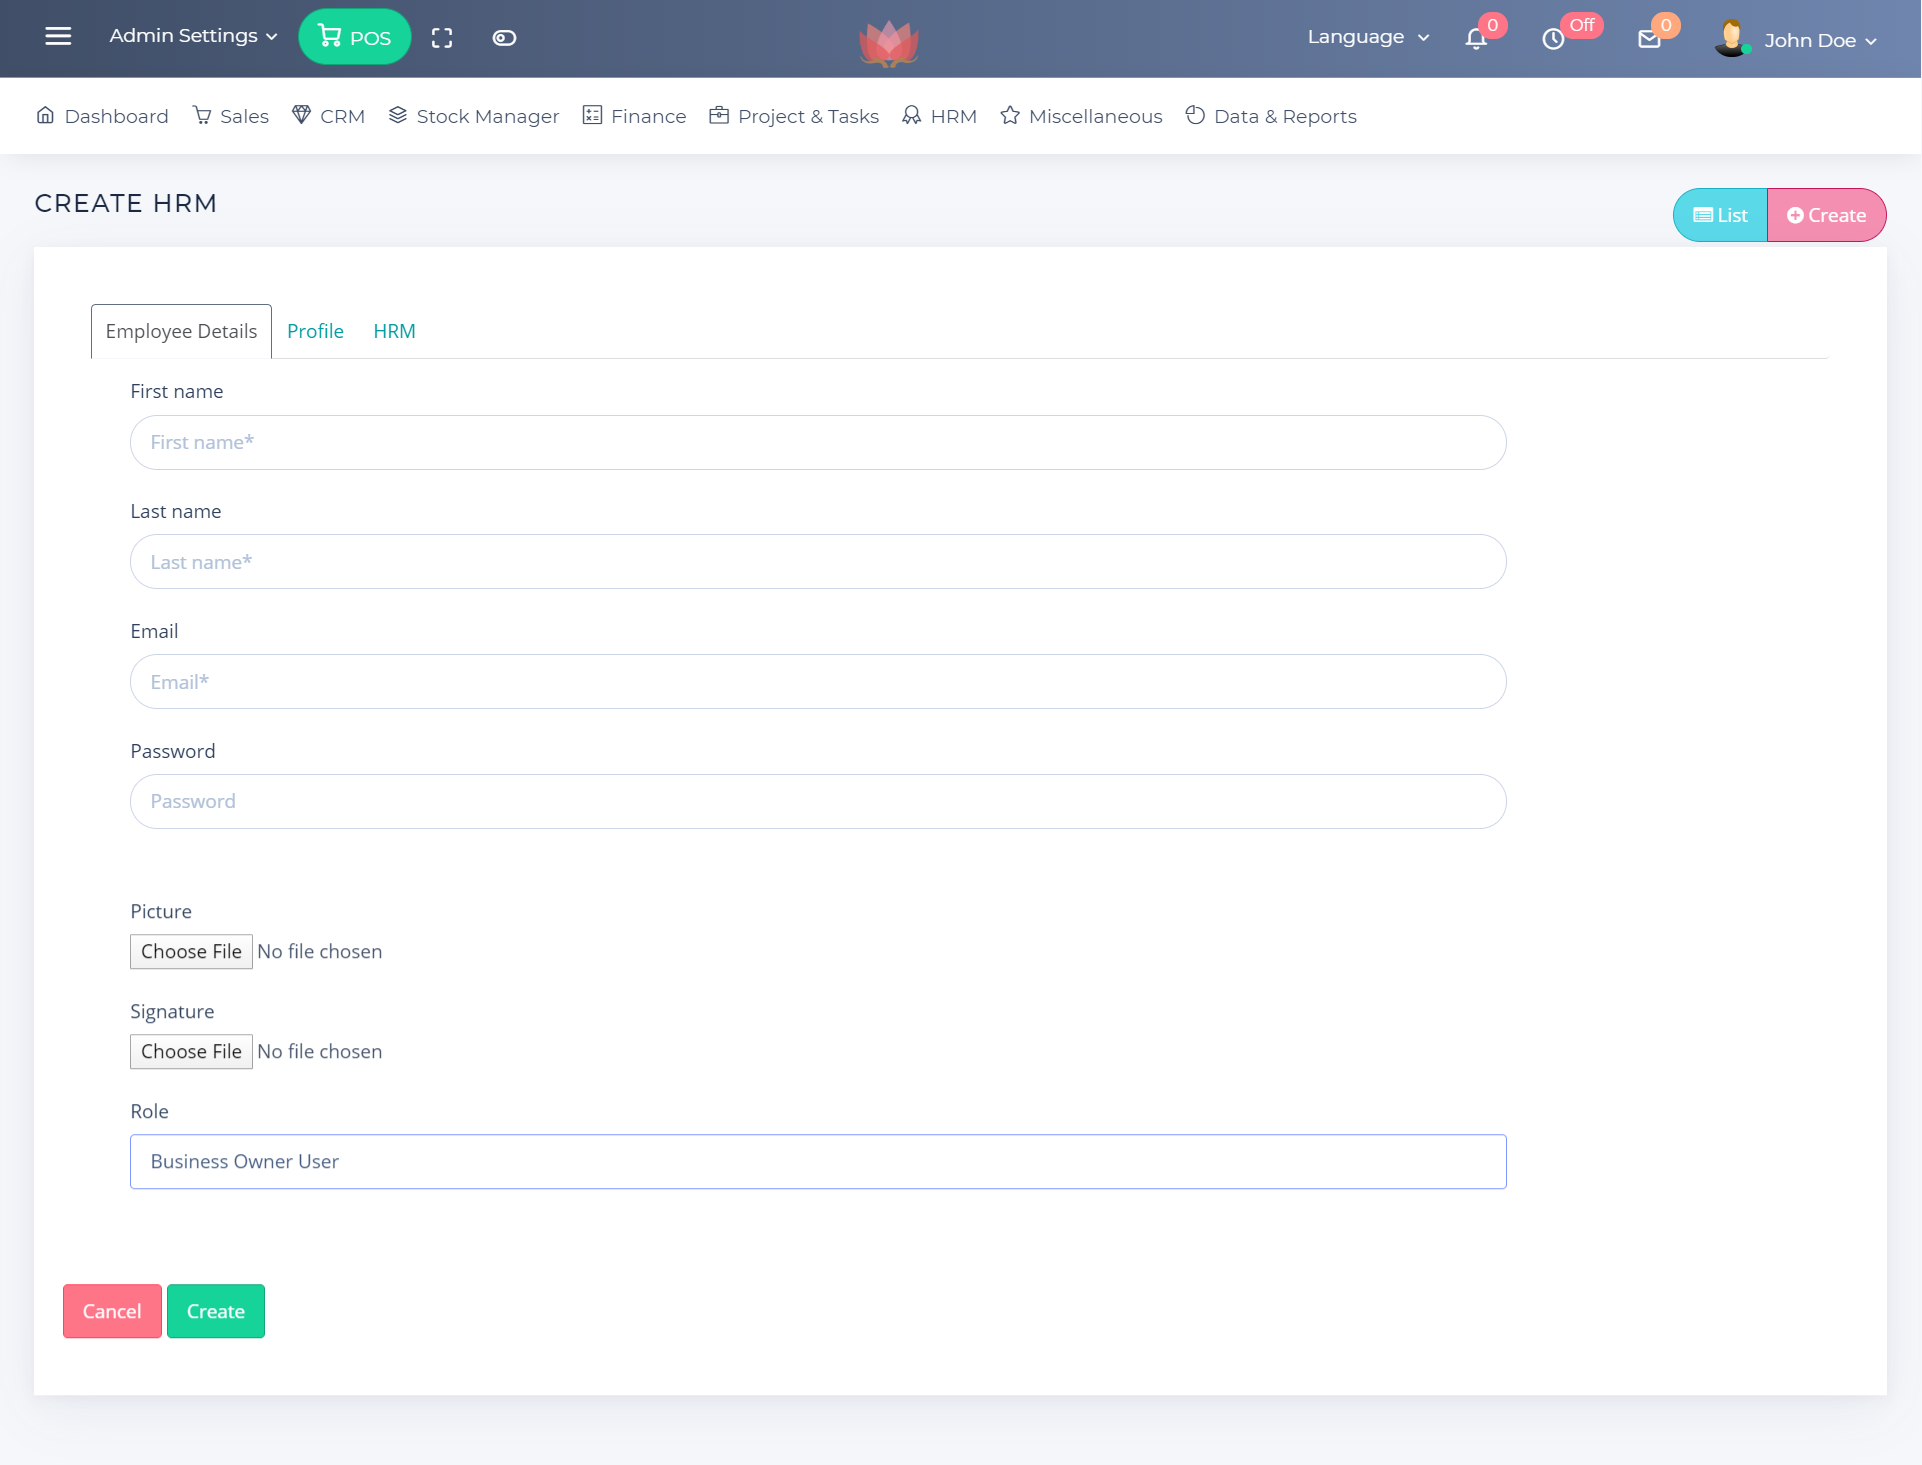 Admin Settings POS Language 0 Off 0 John Doe
Dashboard Sales CRM Stock Manager Finance Project & Tasks HRM Miscellaneous Data & Reports
CREATE HRM
List Create
Employee Details Profile HRM
First name
First name*
Last name
Last name*
Email
Email*
Password
Password
Picture
Choose File No file chosen
Signature
Choose File No file chosen
Role
Business Owner User
Cancel Create